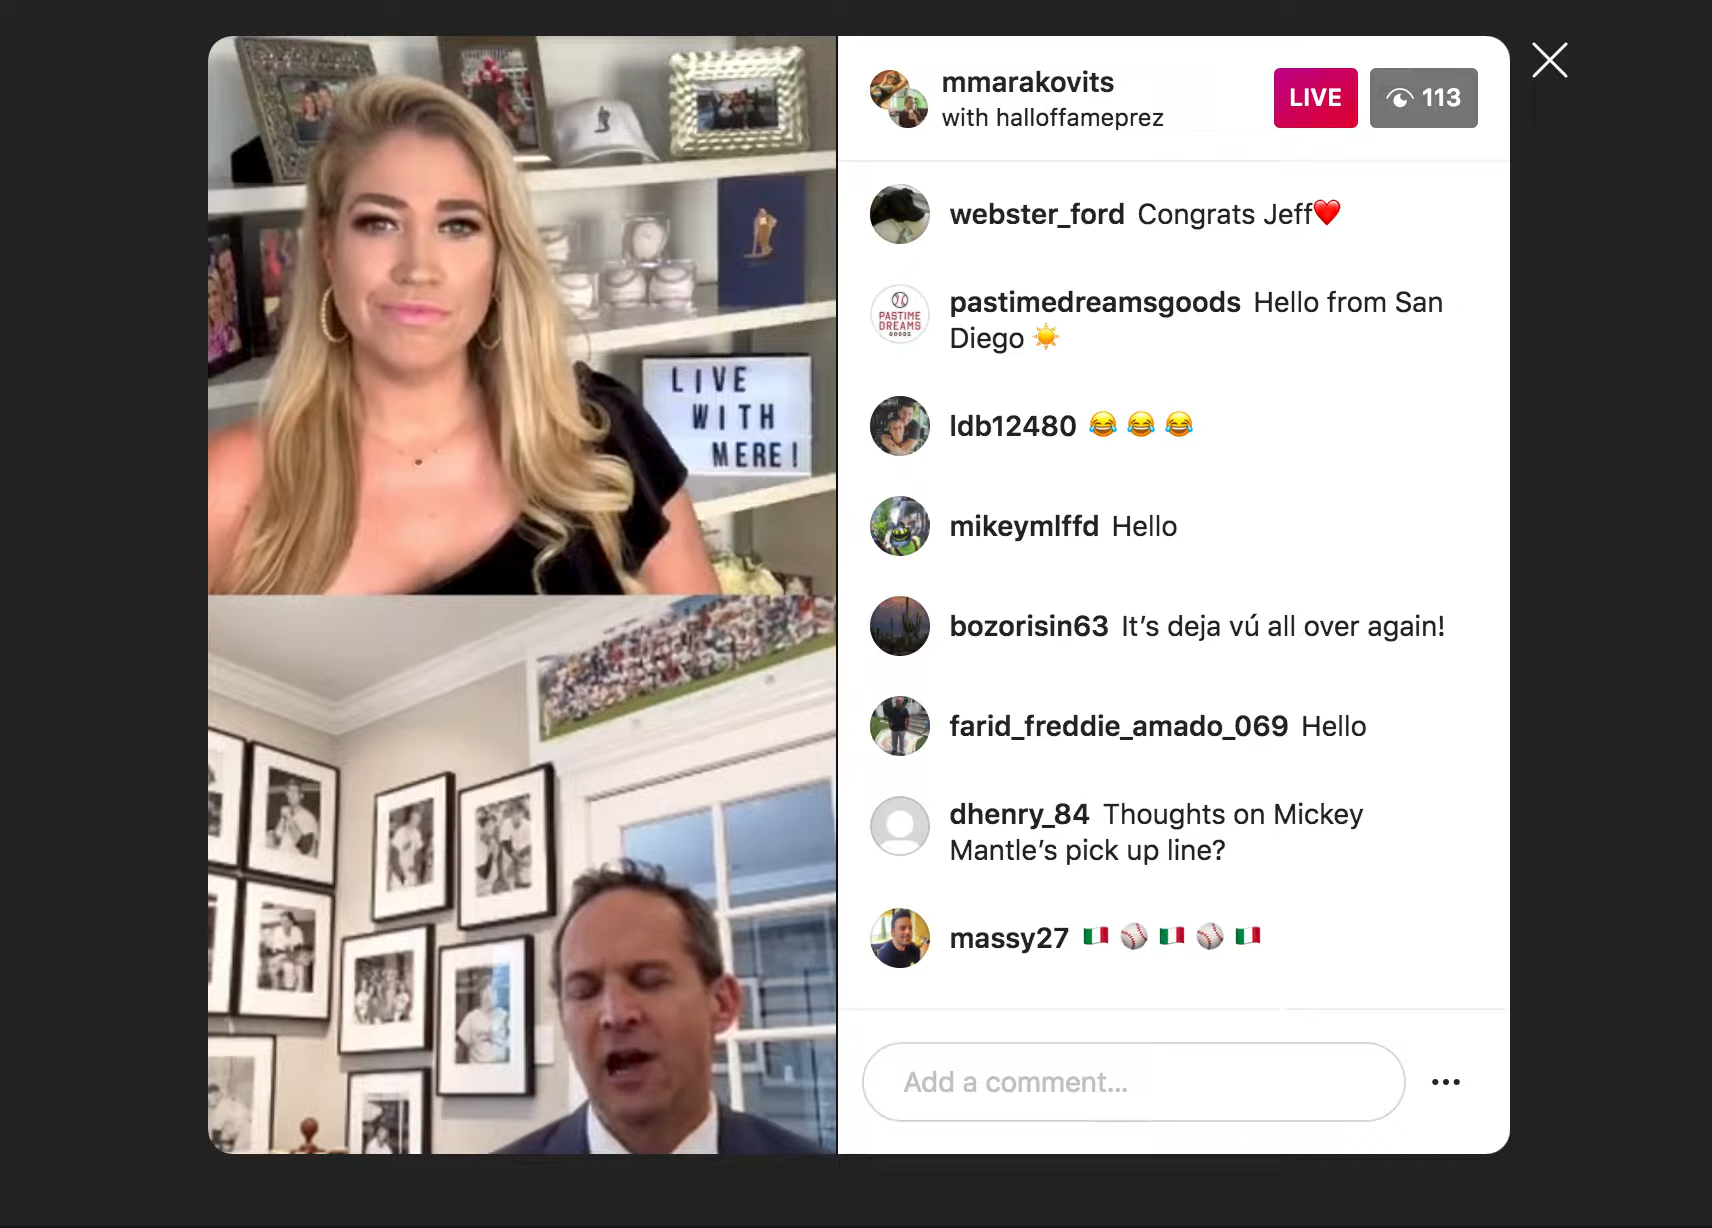 LIVE
WITH
MERE!
mmarakovits
with halloffameprez
LIVE
113
webster_ford Congrats Jeff❤️
PASTIME
DREAMS
GOODS
pastimedreamsgoods Hello from San
Diego ☀️
ldb12480 😂 😂 😂
mikeymlffd Hello
bozorisin63 It’s deja vú all over again!
farid_freddie_amado_069 Hello
dhenry_84 Thoughts on Mickey
Mantle’s pick up line?
massy27 🇮🇹 ⚾ 🇮🇹 ⚾ 🇮🇹
Add a comment...